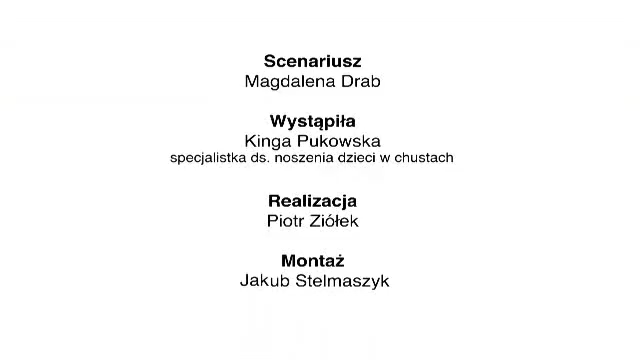 Scenariusz
Magdalena Drab
Wystąpiła
Kinga Pukowska
specjalistka ds. noszenia dzieci w chustach
Realizacja
Piotr Ziółek
Montaż
Jakub Stelmaszyk